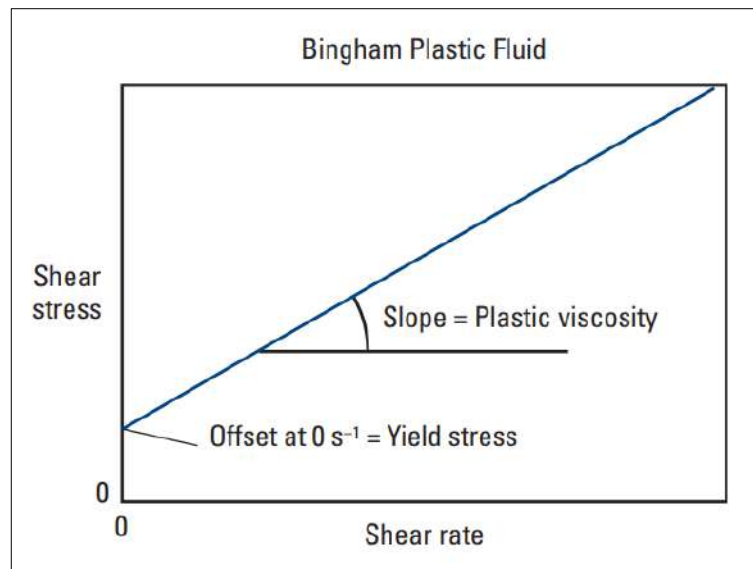 Bingham Plastic Fluid
Shear
stress
Slope = Plastic viscosity
Offset at 0 s⁻¹ = Yield stress
0
0
Shear rate